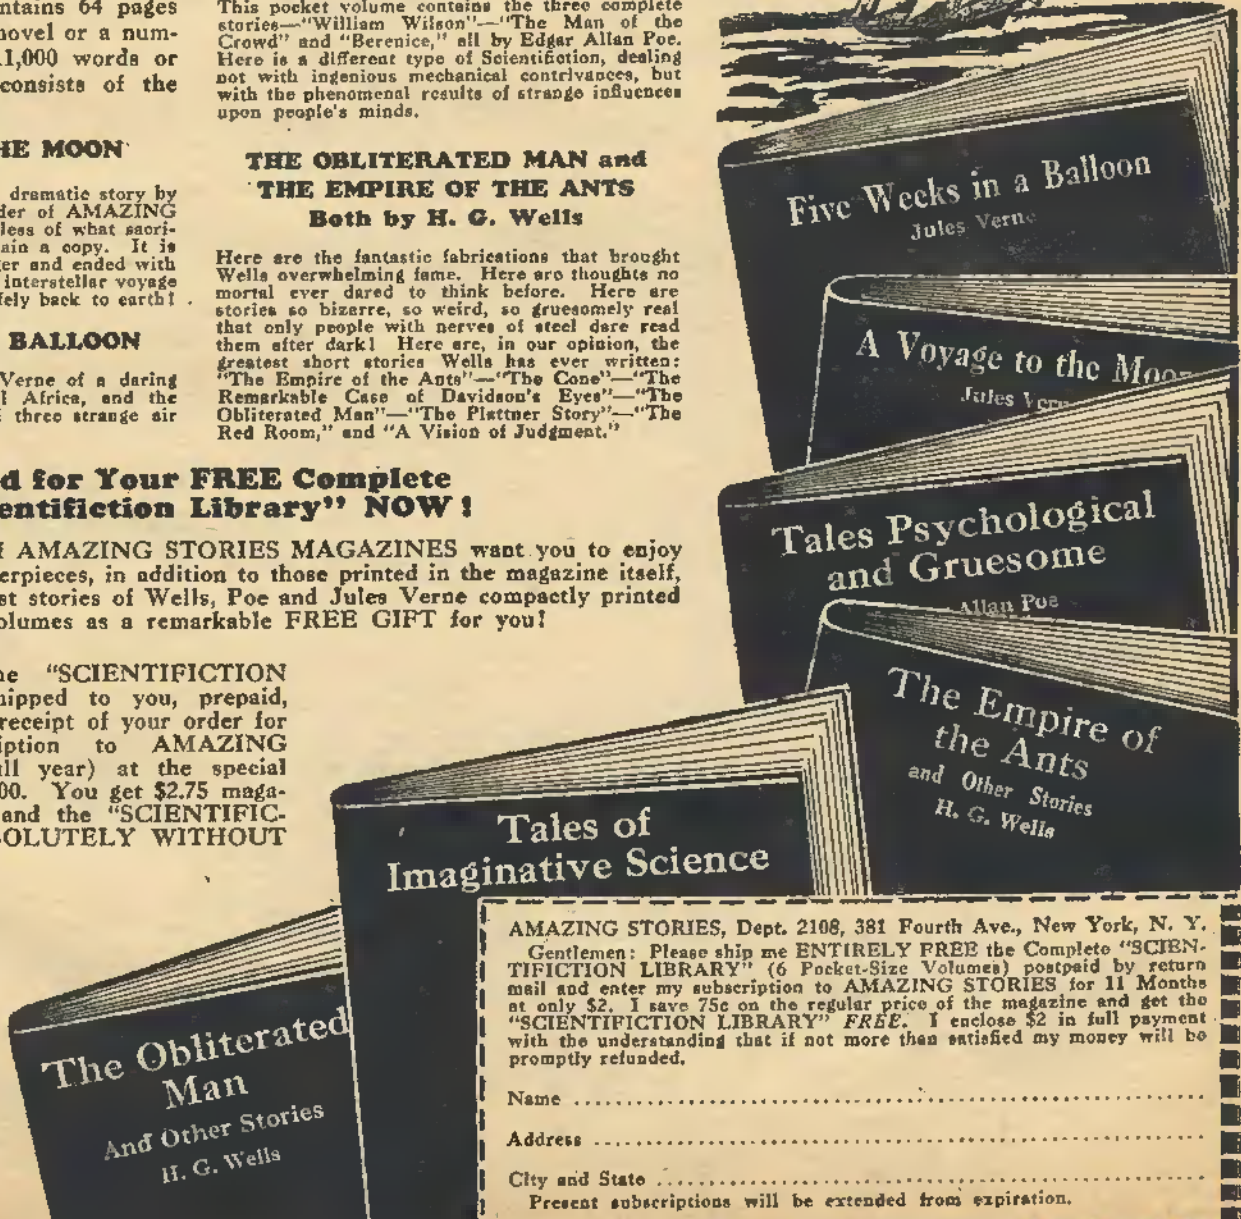 ntains 64 pages
novel or a num-
11,000 words or
consists of the
HE MOON
dramatic story by
der of AMAZING
less of what sacri-
ain a copy. It is
er and ended with
interstellar voyage
fely back to earth!
BALLOON
Verne of a daring
l Africa, and the
three strange air
This pocket volume contains the three complete
stories—"William Wilson"—"The Man of the
Crowd" and "Berenice," all by Edgar Allan Poe.
Here is a different type of Scientifiction, dealing
not with ingenious mechanical contrivances, but
with the phenomenal results of strange influences
upon people's minds.
THE OBLITERATED MAN and
THE EMPIRE OF THE ANTS
Both by H. G. Wells
Here are the fantastic fabrications that brought
Wells overwhelming fame. Here are thoughts no
mortal ever dared to think before. Here are
stories so bizarre, so weird, so gruesomely real
that only people with nerves of steel dare read
them after dark! Here are, in our opinion, the
greatest short stories Wells has ever written:
"The Empire of the Ants"—"The Cone"—"The
Remarkable Case of Davidson's Eyes"—"The
Obliterated Man"—"The Plattner Story"—"The
Red Room," and "A Vision of Judgment."
d for Your FREE Complete
entifiction Library" NOW!
AMAZING STORIES MAGAZINES want you to enjoy
erpieces, in addition to those printed in the magazine itself,
st stories of Wells, Poe and Jules Verne compactly printed
olumes as a remarkable FREE GIFT for you!
he "SCIENTIFICTION
hipped to you, prepaid,
receipt of your order for
iption to AMAZING
ull year) at the special
00. You get $2.75 maga-
and the "SCIENTIFIC-
SOLUTELY WITHOUT
Five Weeks in a Balloon
Jules Verne
A Voyage to the Moon
Jules Verne
Tales Psychological
and Gruesome
Allan Poe
The Empire of
the Ants
and Other Stories
H. G. Wells
Tales of
Imaginative Science
The Obliterated
Man
And Other Stories
H. G. Wells
AMAZING STORIES, Dept. 2108, 381 Fourth Ave., New York, N. Y.
Gentlemen: Please ship me ENTIRELY FREE the Complete "SCIEN-
TIFICTION LIBRARY" (6 Pocket-Size Volumes) postpaid by return
mail and enter my subscription to AMAZING STORIES for 11 Months
at only $2. I save 75c on the regular price of the magazine and get the
"SCIENTIFICTION LIBRARY" FREE. I enclose $2 in full payment
with the understanding that if not more than satisfied my money will be
promptly refunded.
Name
Address
City and State
Present subscriptions will be extended from expiration.